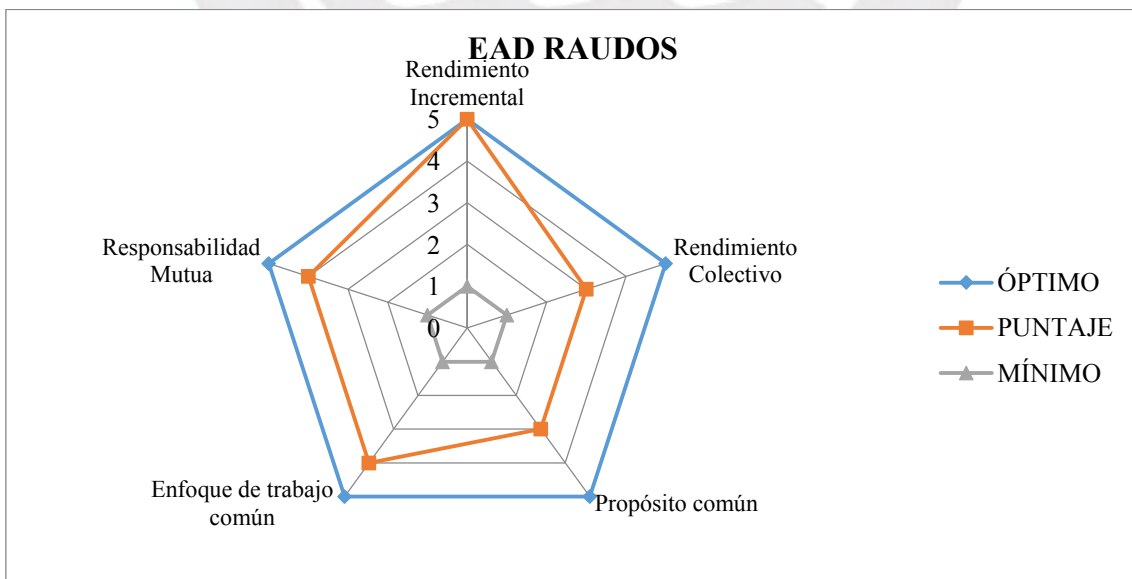 EAD RAUDOS
Rendimiento
Incremental
5
4
3
2
1
0
Rendimiento
Colectivo
Propósito común
Enfoque de trabajo
común
Responsabilidad
Mutua
ÓPTIMO
PUNTAJE
MÍNIMO